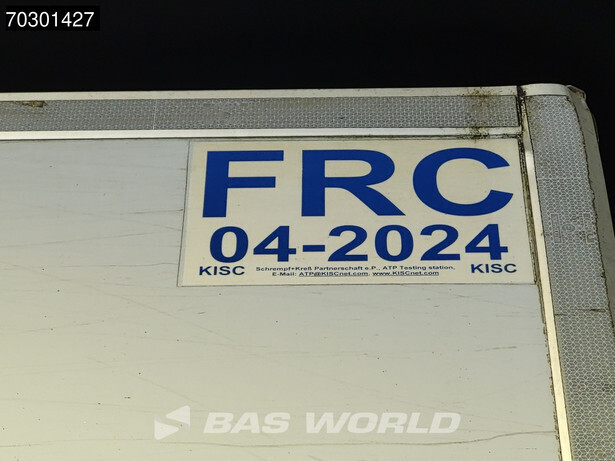 70301427
FRC
04-2024
KISC Schrempf+Kreß Partnerschaft e.P., ATP Testing station, KISC
E-Mail: ATP@KISCnet.com, www.KISCnet.com
BAS WORLD